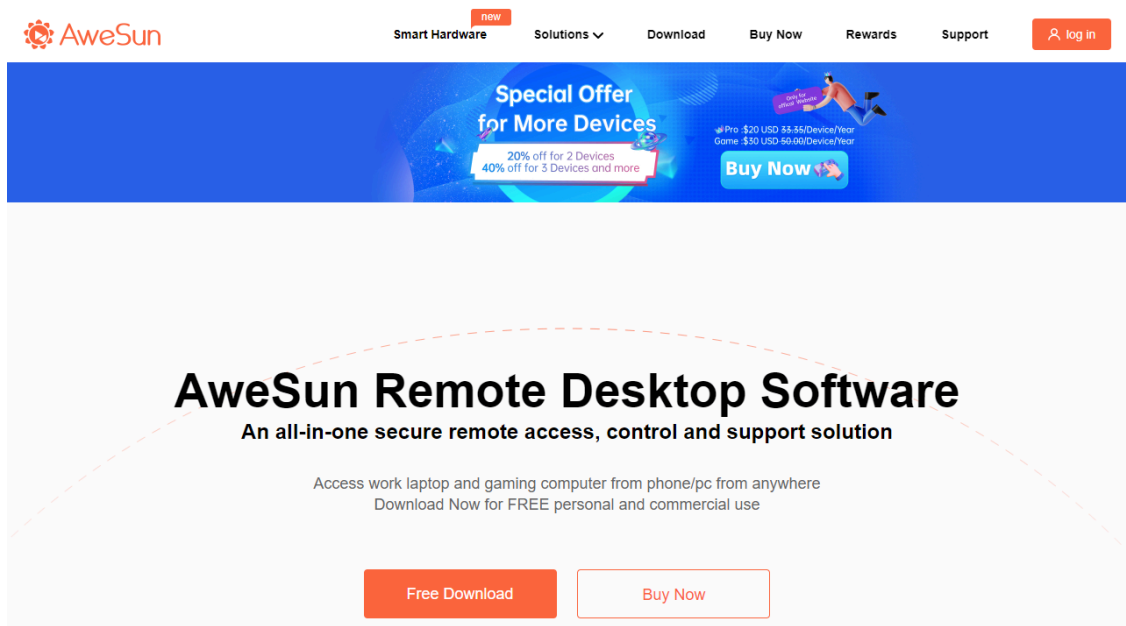 AweSun
new
Smart Hardware
Solutions
Download
Buy Now
Rewards
Support
log in
Special Offer
for More Devices
20% off for 2 Devices
40% off for 3 Devices and more
Only for
offical Website
Pro :$20 USD 33.35/Device/Year
Game :$30 USD 50.00/Device/Year
Buy Now
AweSun Remote Desktop Software
An all-in-one secure remote access, control and support solution
Access work laptop and gaming computer from phone/pc from anywhere
Download Now for FREE personal and commercial use
Free Download
Buy Now